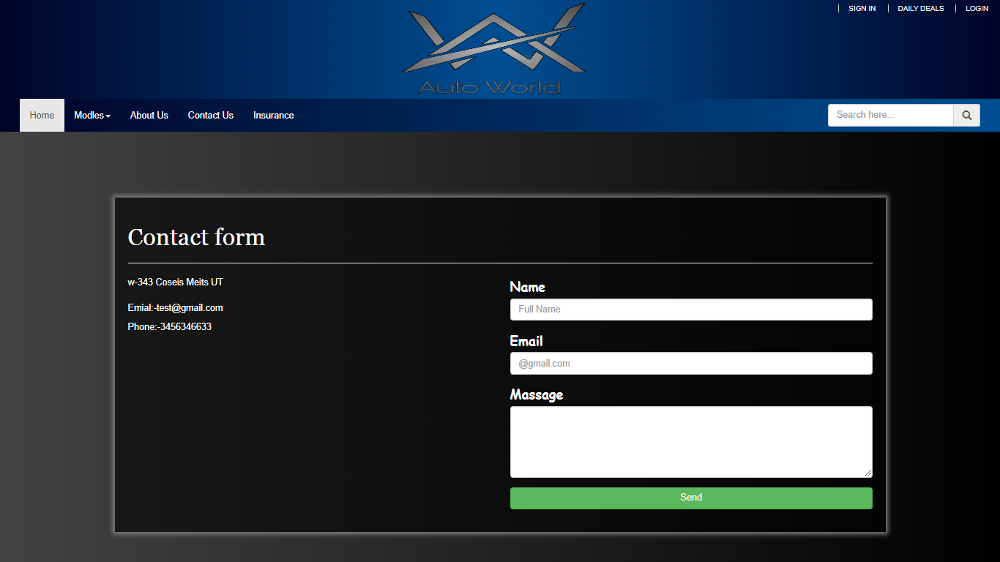 SIGN IN
DAILY DEALS
LOGIN
Auto World
Home
Modles
About Us
Contact Us
Insurance
Search here...
Contact form
w-343 Coseis Meits UT
Emial:-test@gmail.com
Phone:-3456346633
Name
Full Name
Email
@gmail.com
Massage
Send